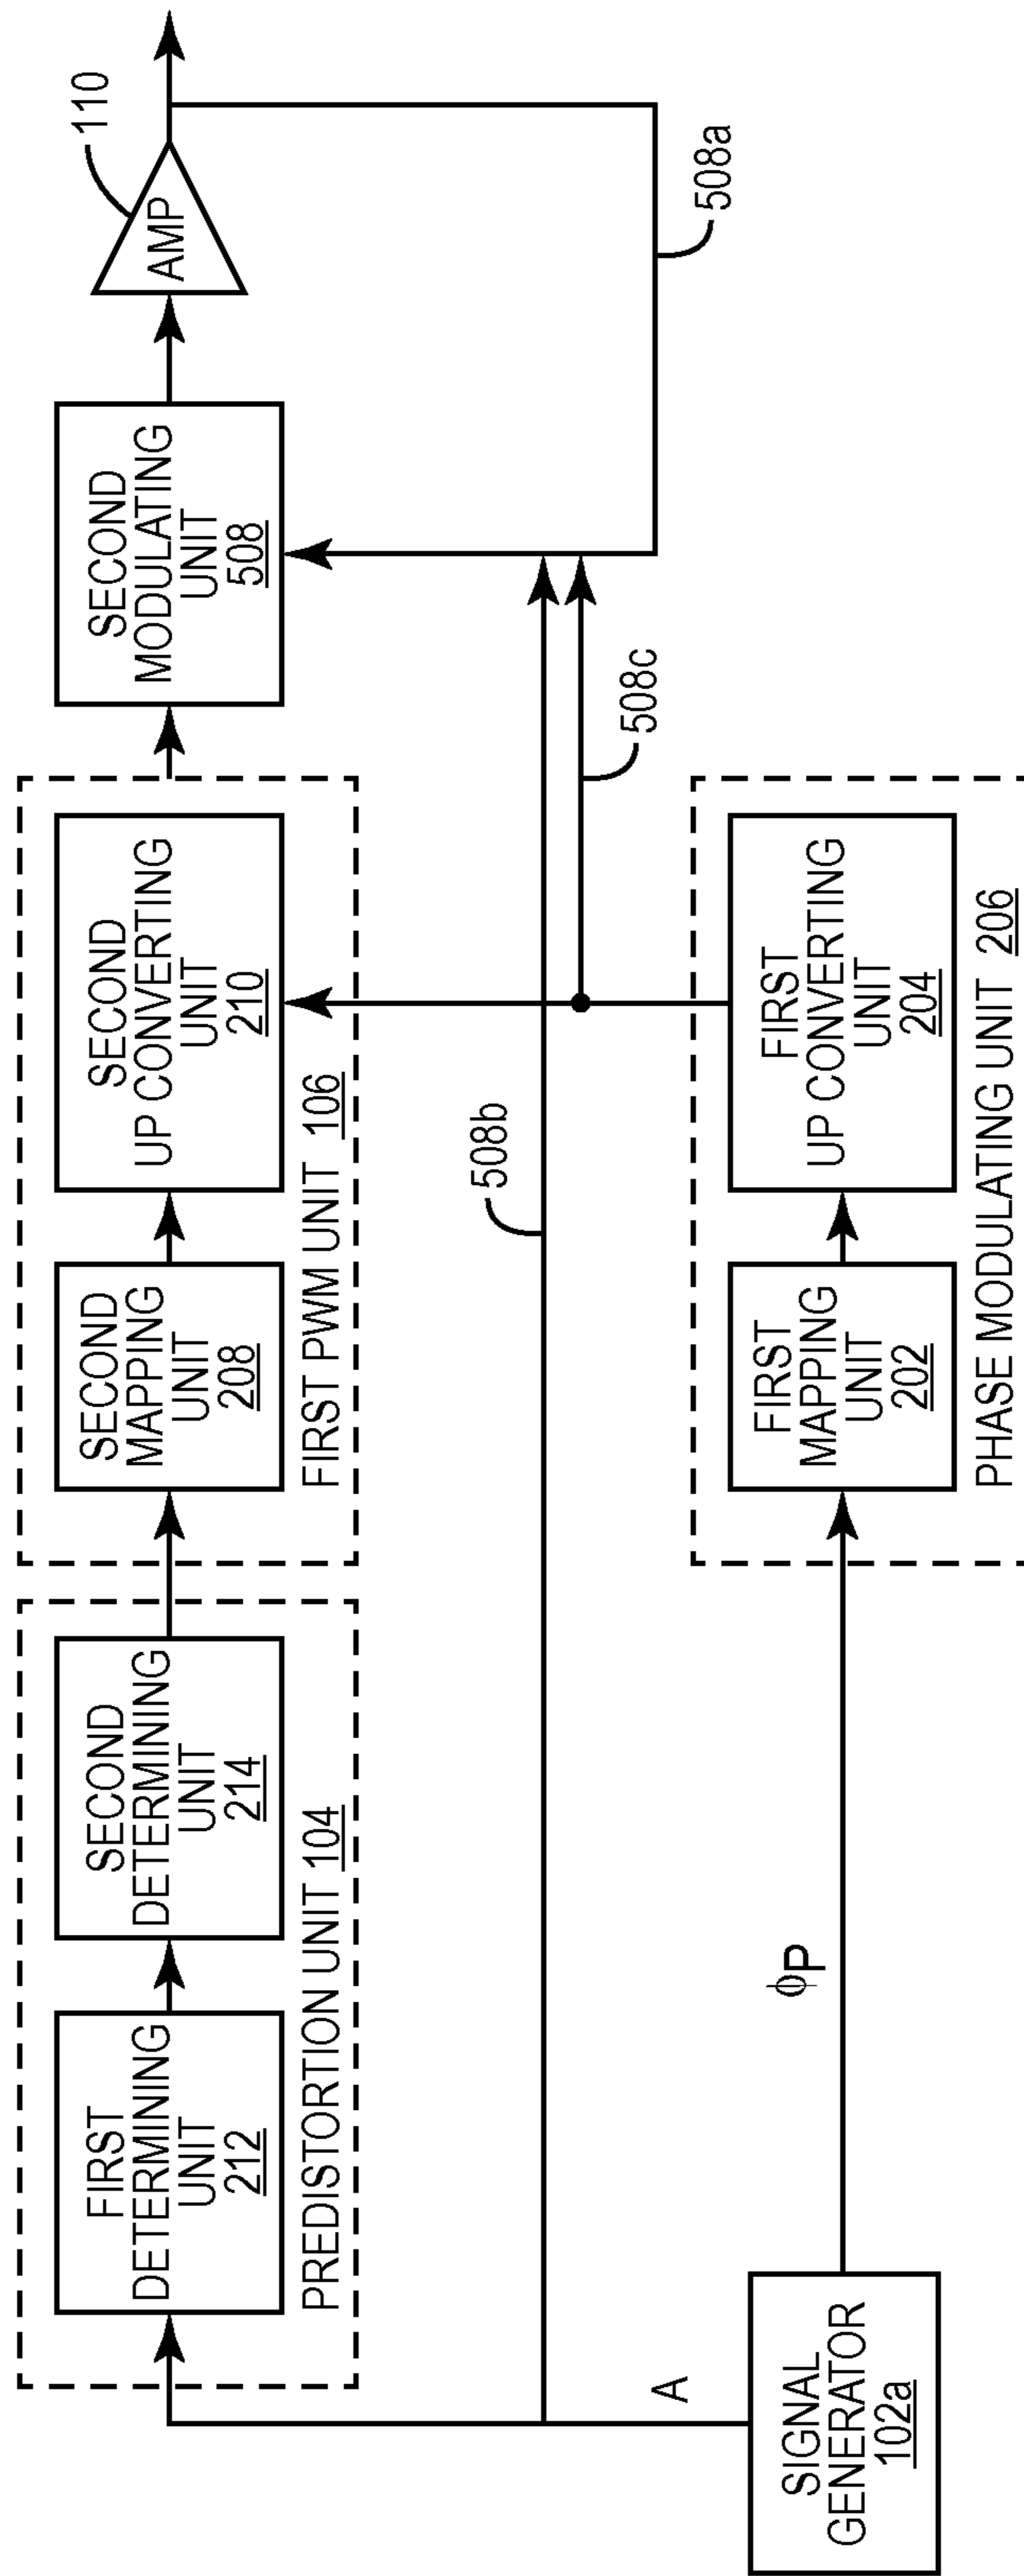 FIRST
DETERMINING
UNIT
212
SECOND
DETERMINING
UNIT
214
PREDISTORTION UNIT 104
SECOND
MAPPING
UNIT
208
SECOND
UP CONVERTING
UNIT
210
FIRST PWM UNIT 106
SECOND
MODULATING
UNIT
508
AMP
110
508b
508c
508a
A
SIGNAL
GENERATOR
102a
ϕP
FIRST
MAPPING
UNIT
202
FIRST
UP CONVERTING
UNIT
204
PHASE MODULATING UNIT 206